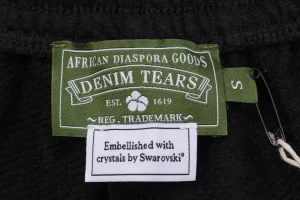 AFRICAN DIASPORA GOODS
DENIM TEARS
EST. 1619
~REG. TRADEMARK~
S
Embellished with
crystals by Swarovski®